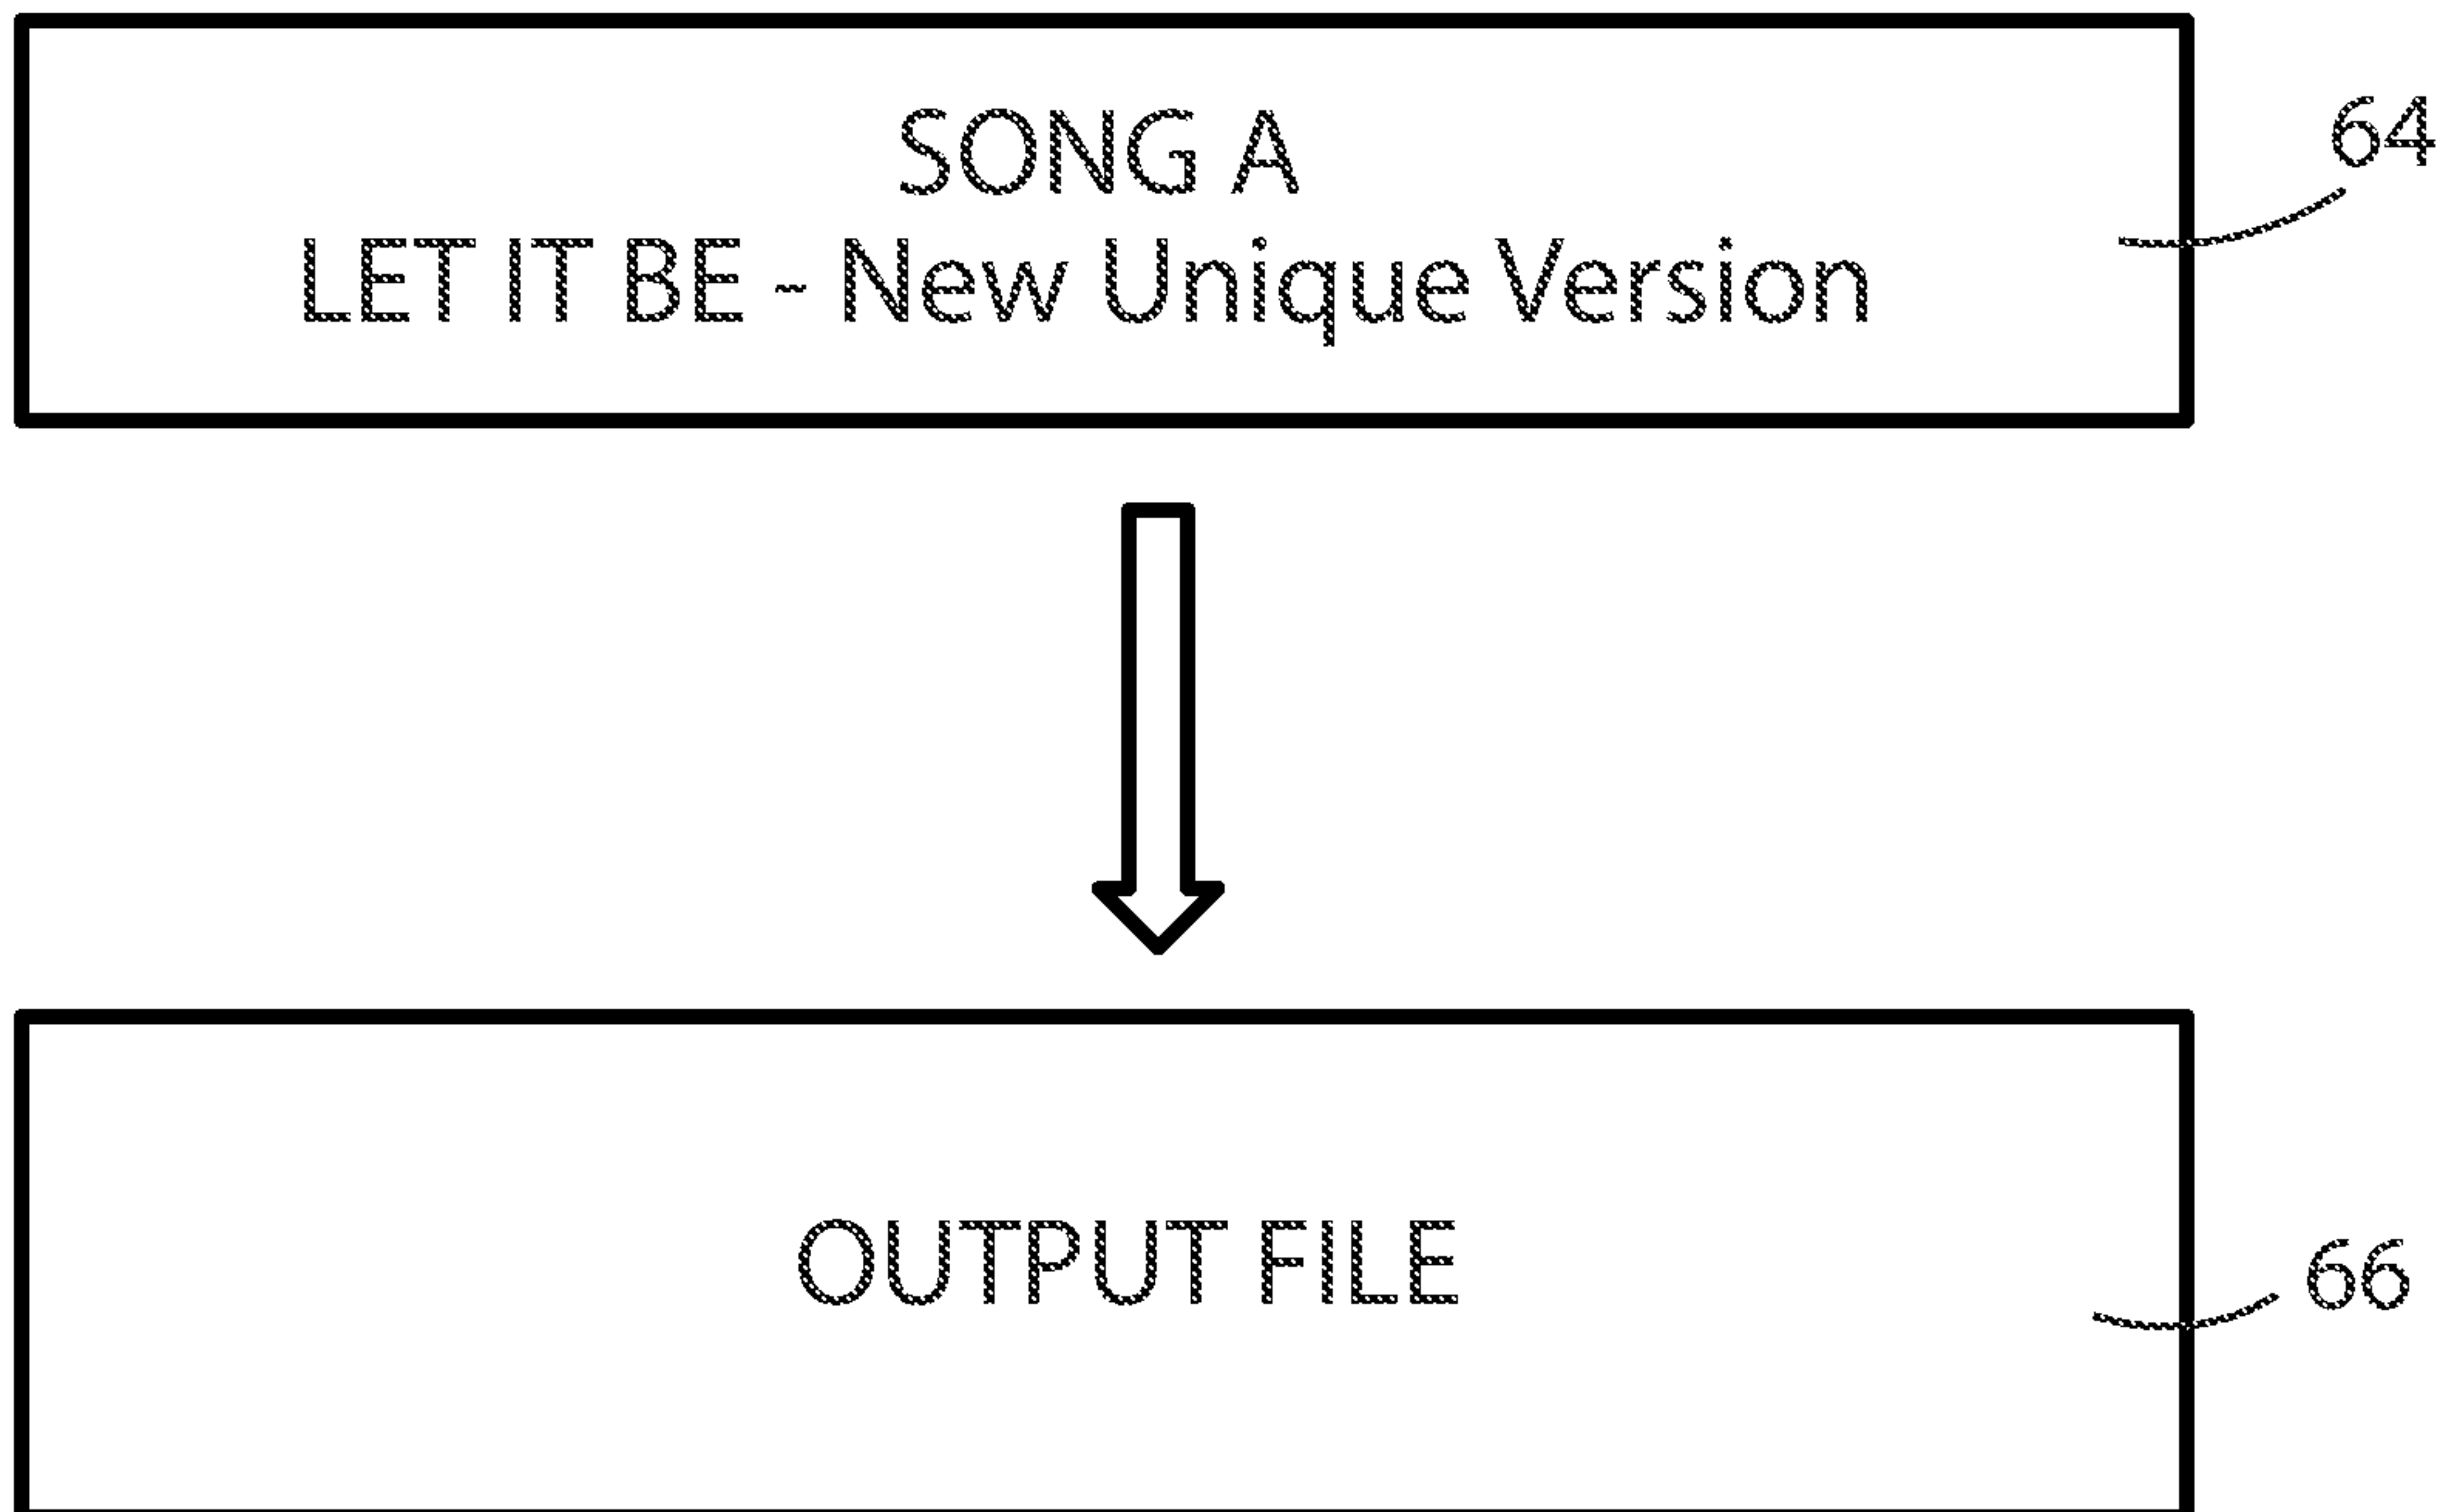 SONG A
LET IT BE - New Unique Version
64
OUTPUT FILE
66